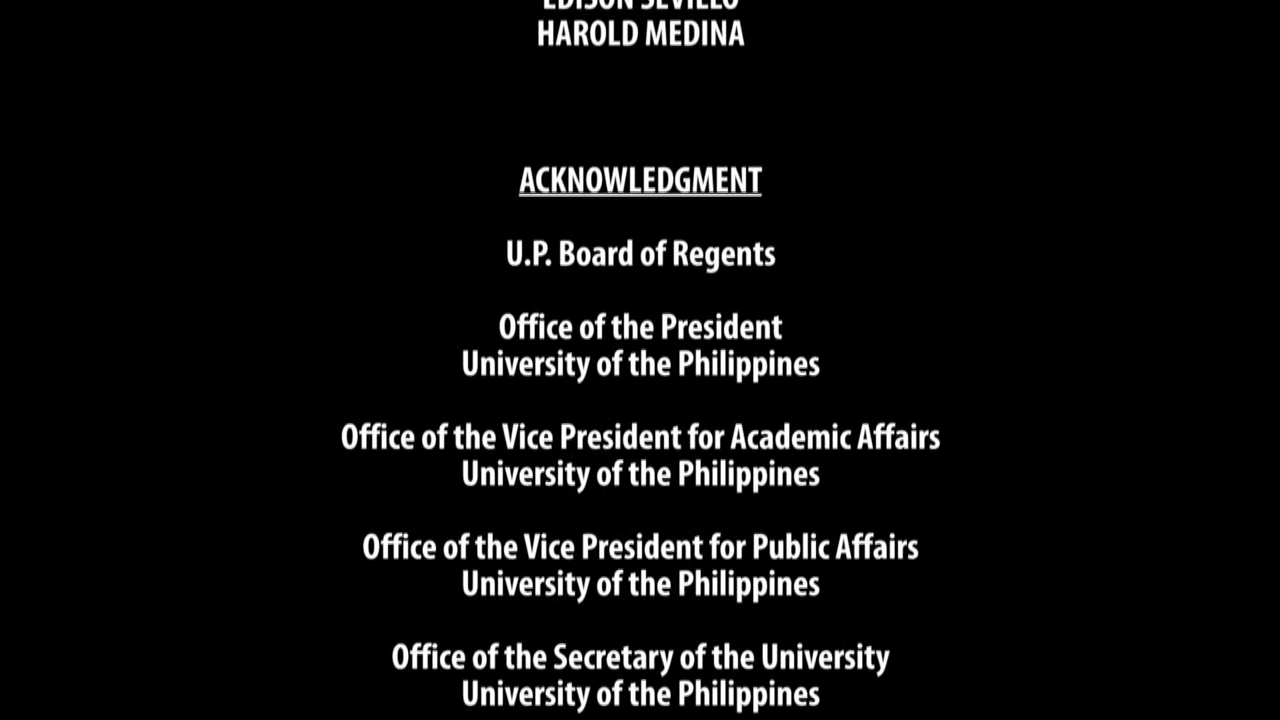 EDISON SEVILLO
HAROLD MEDINA
ACKNOWLEDGMENT
U.P. Board of Regents
Office of the President
University of the Philippines
Office of the Vice President for Academic Affairs
University of the Philippines
Office of the Vice President for Public Affairs
University of the Philippines
Office of the Secretary of the University
University of the Philippines